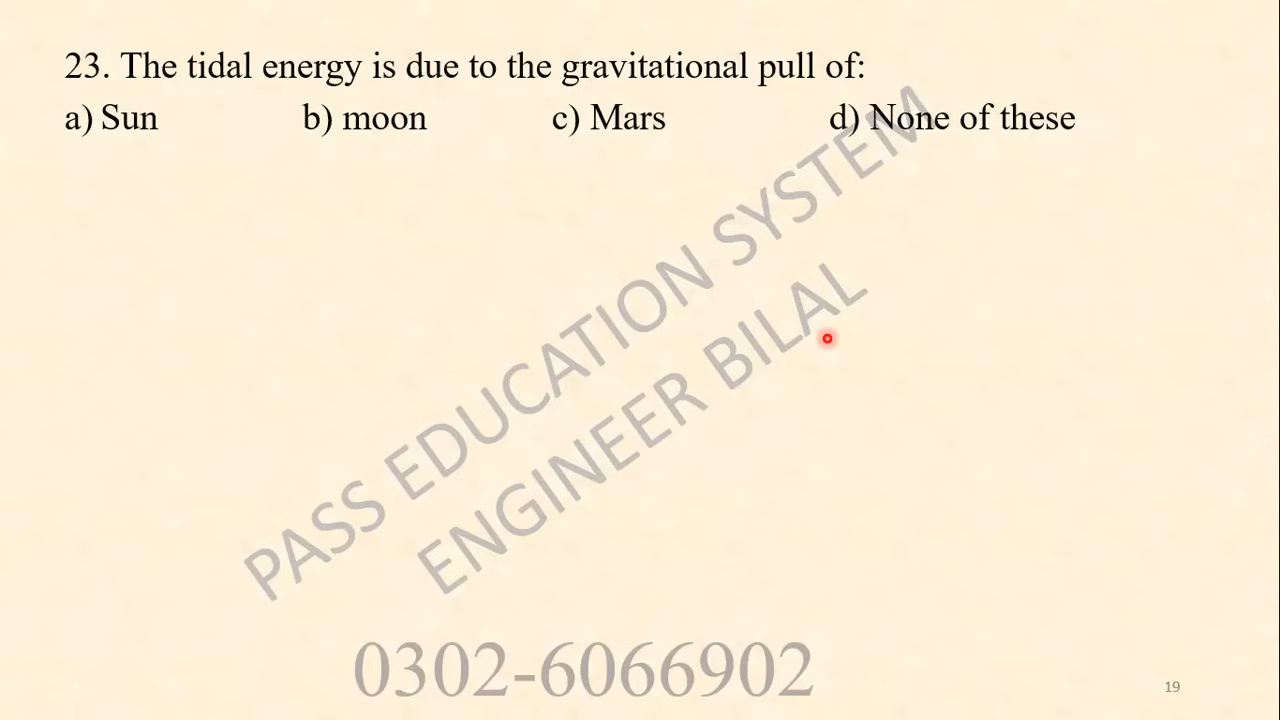 23. The tidal energy is due to the gravitational pull of:
a) Sun b) moon c) Mars d) None of these
PASS EDUCATION SYSTEM
ENGINEER BILAL
0302-6066902
19